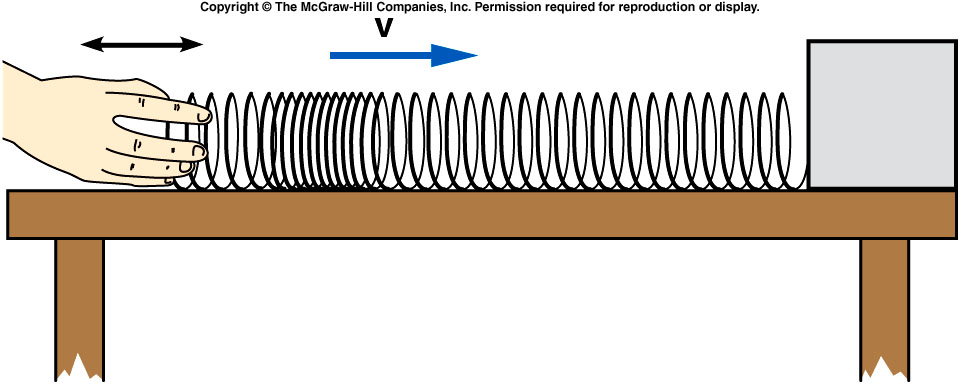 Copyright © The McGraw-Hill Companies, Inc. Permission required for reproduction or display.
v